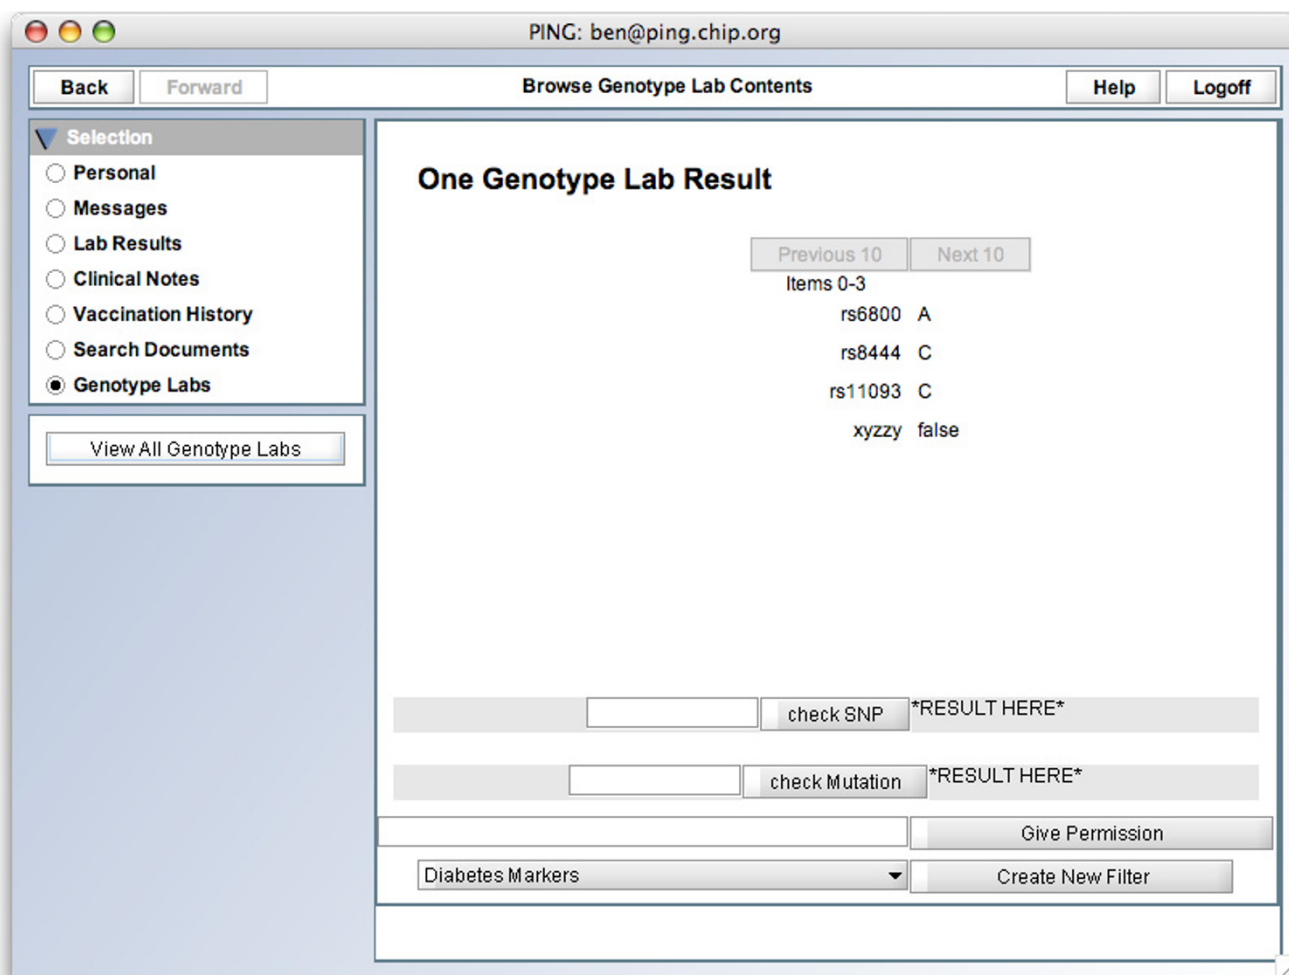 PING: ben@ping.chip.org
Back Forward Browse Genotype Lab Contents Help Logoff
Selection
Personal
Messages
Lab Results
Clinical Notes
Vaccination History
Search Documents
Genotype Labs
View All Genotype Labs
One Genotype Lab Result
Previous 10 Next 10
Items 0-3
rs6800 A
rs8444 C
rs11093 C
xyzzy false
check SNP *RESULT HERE*
check Mutation *RESULT HERE*
Give Permission
Diabetes Markers Create New Filter